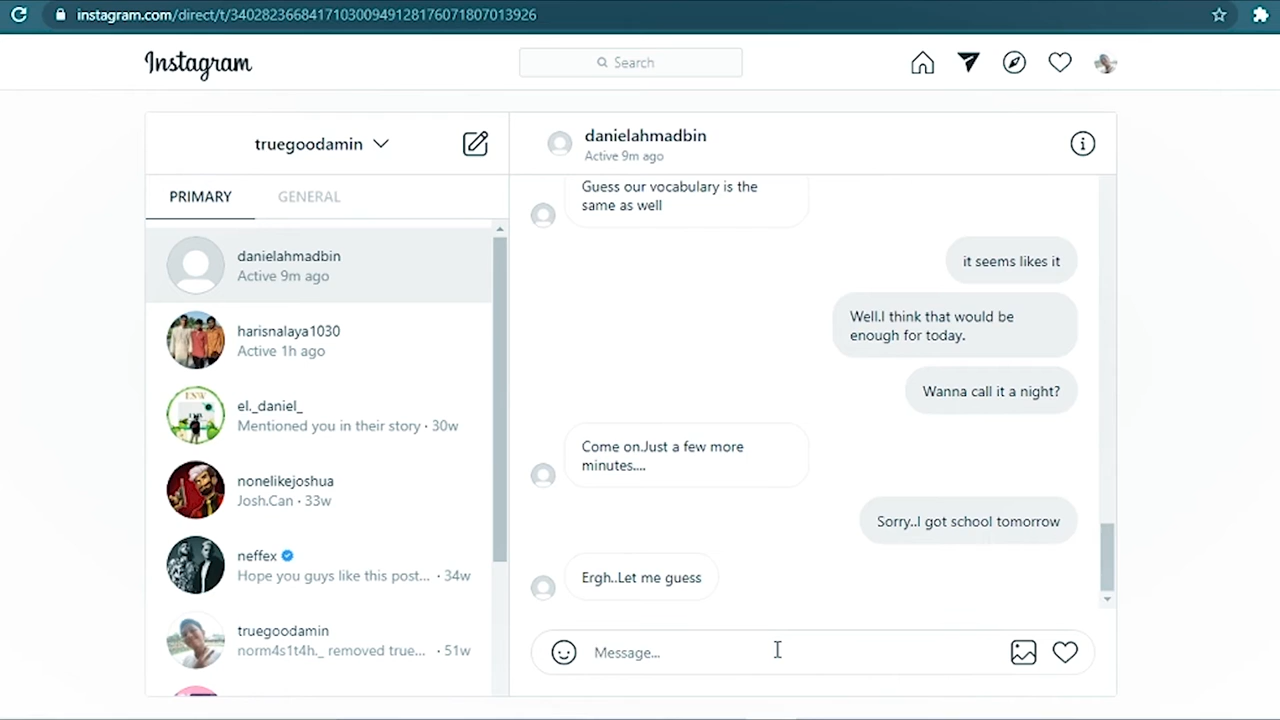 instagram.com/direct/t/340282366841710300949128176071807013926
Instagram
Search
truegoodamin
danielahmadbin
Active 9m ago
PRIMARY
GENERAL
danielahmadbin
Active 9m ago
harisnalaya1030
Active 1h ago
el._daniel_
Mentioned you in their story · 30w
nonelikejoshua
Josh.Can · 33w
neffex
Hope you guys like this post... · 34w
truegoodamin
norm4s1t4h._ removed true... · 51w
Guess our vocabulary is the
same as well
it seems likes it
Well.I think that would be
enough for today.
Wanna call it a night?
Come on.Just a few more
minutes....
Sorry..I got school tomorrow
Ergh..Let me guess
Message...